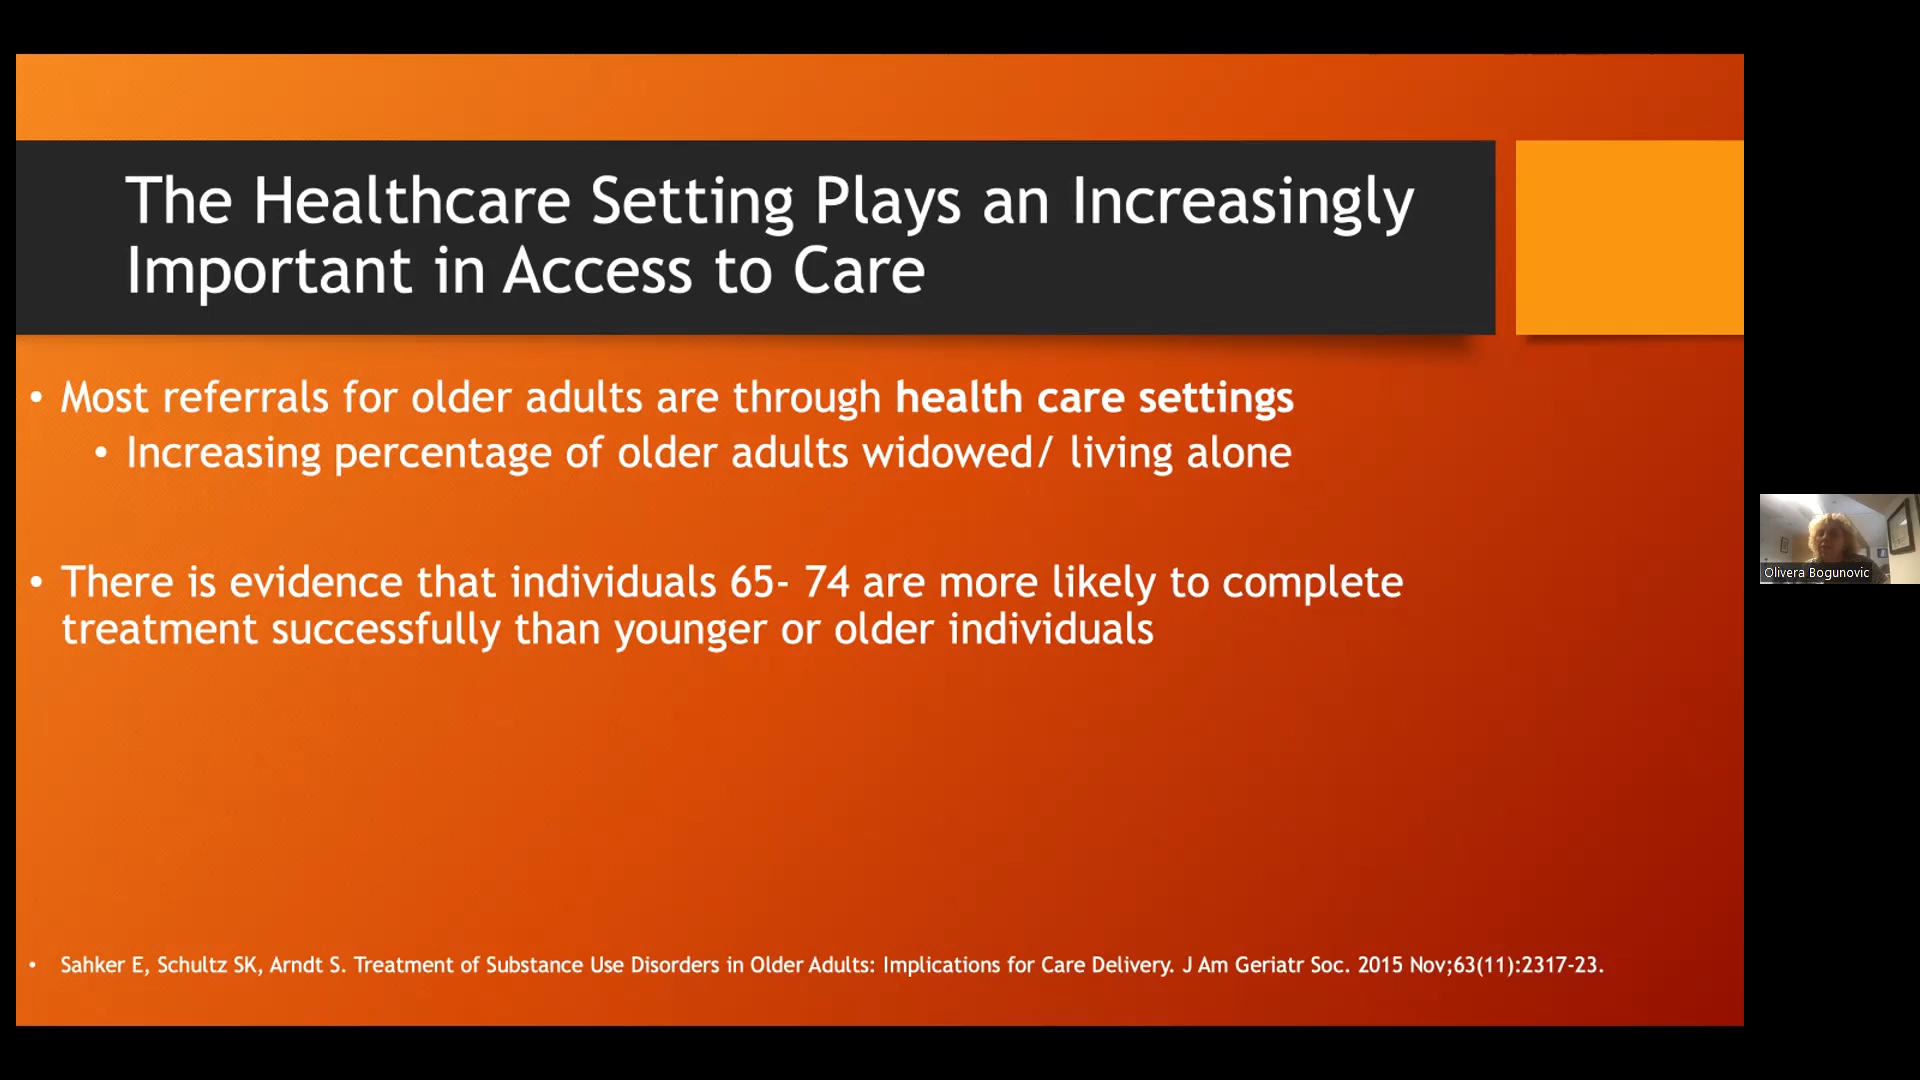 The Healthcare Setting Plays an Increasingly
Important in Access to Care
• Most referrals for older adults are through health care settings
• Increasing percentage of older adults widowed/ living alone
• There is evidence that individuals 65- 74 are more likely to complete
treatment successfully than younger or older individuals
• Sahker E, Schultz SK, Arndt S. Treatment of Substance Use Disorders in Older Adults: Implications for Care Delivery. J Am Geriatr Soc. 2015 Nov;63(11):2317-23.
Olivera Bogunovic